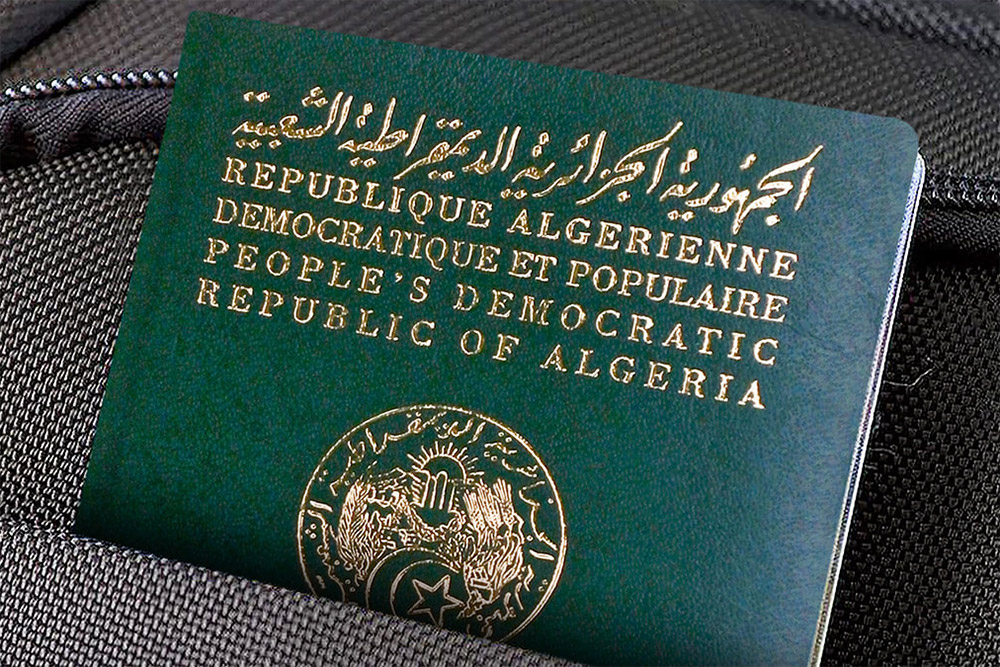 الجمهورية الجزائرية الديمقراطية الشعبية
REPUBLIQUE ALGERIENNE
DEMOCRATIQUE ET POPULAIRE
PEOPLE'S DEMOCRATIC
REPUBLIC OF ALGERIA